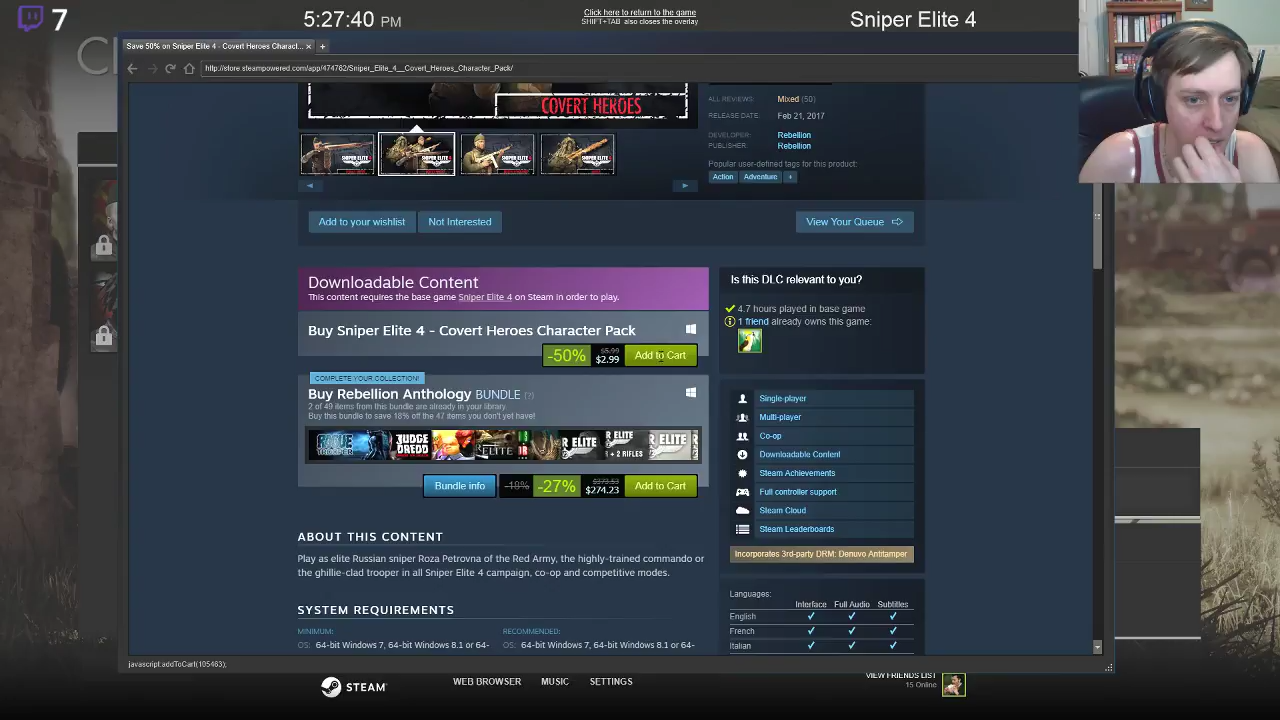 7
5:27:40 PM
Click here to return to the game
SHIFT+TAB also closes the overlay
Sniper Elite 4
Save 50% on Sniper Elite 4 - Covert Heroes Charact...
http://store.steampowered.com/app/474762/Sniper_Elite_4__Covert_Heroes_Character_Pack/
COVERT HEROES
ALL REVIEWS: Mixed (50)
RELEASE DATE: Feb 21, 2017
DEVELOPER: Rebellion
PUBLISHER: Rebellion
Popular user-defined tags for this product:
Action Adventure +
Add to your wishlist
Not Interested
View Your Queue
Downloadable Content
This content requires the base game Sniper Elite 4 on Steam in order to play.
Buy Sniper Elite 4 - Covert Heroes Character Pack
-50% $5.99 $2.99 Add to Cart
COMPLETE YOUR COLLECTION!
Buy Rebellion Anthology BUNDLE (?)
2 of 49 items from this bundle are already in your library.
Buy this bundle to save 18% off the 47 items you don't yet have!
ROGUE TROOPER JUDGE DREDD ELITE ELITE R ELITE + 2 RIFLES ELITE
Bundle info -18% -27% $274.23 Add to Cart
ABOUT THIS CONTENT
Play as elite Russian sniper Roza Petrovna of the Red Army, the highly-trained commando or
the ghillie-clad trooper in all Sniper Elite 4 campaign, co-op and competitive modes.
SYSTEM REQUIREMENTS
MINIMUM:
OS: 64-bit Windows 7, 64-bit Windows 8.1 or 64-
RECOMMENDED:
OS: 64-bit Windows 7, 64-bit Windows 8.1 or 64-
Is this DLC relevant to you?
4.7 hours played in base game
1 friend already owns this game:
Single-player
Multi-player
Co-op
Downloadable Content
Steam Achievements
Full controller support
Steam Cloud
Steam Leaderboards
Incorporates 3rd-party DRM: Denuvo Antitamper
Languages:
Interface Full Audio Subtitles
English ✓ ✓ ✓
French ✓ ✓ ✓
Italian ✓ ✓ ✓
javascript:addToCart(105463);
STEAM
WEB BROWSER
MUSIC
SETTINGS
VIEW FRIENDS LIST
15 Online